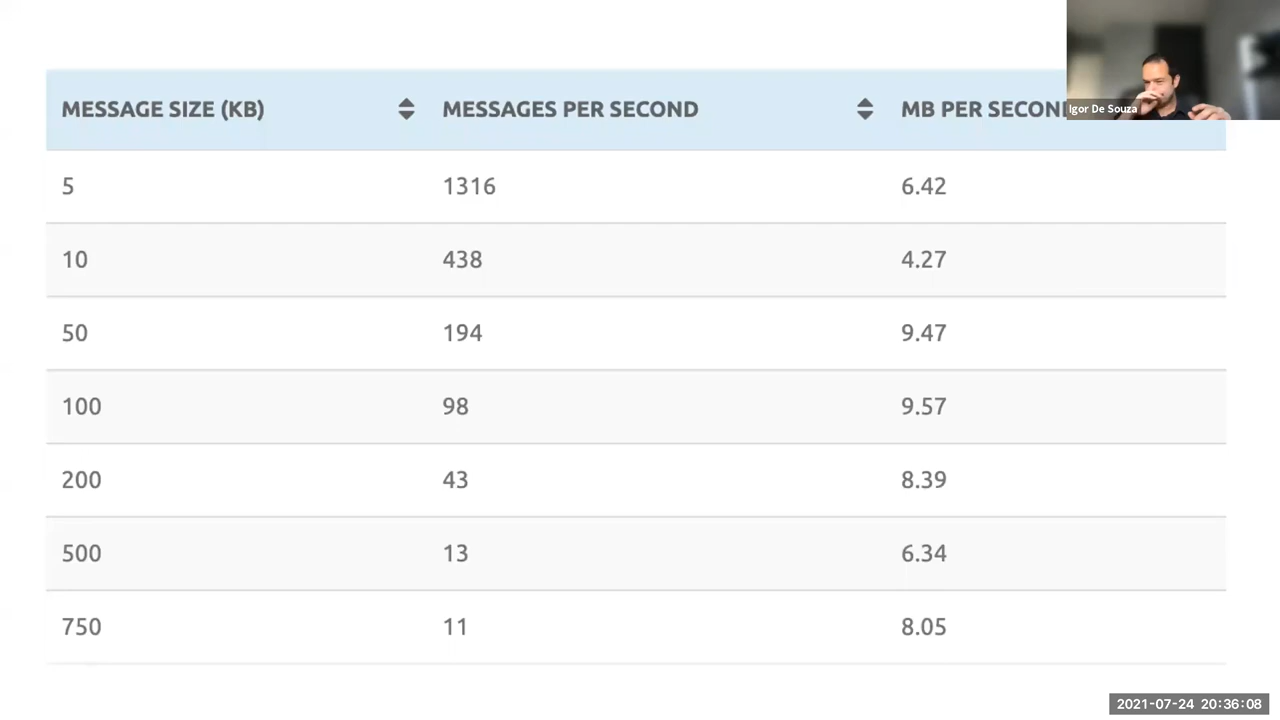 MESSAGE SIZE (KB) MESSAGES PER SECOND MB PER SECON
Igor De Souza
5 1316 6.42
10 438 4.27
50 194 9.47
100 98 9.57
200 43 8.39
500 13 6.34
750 11 8.05
2021-07-24 20:36:08